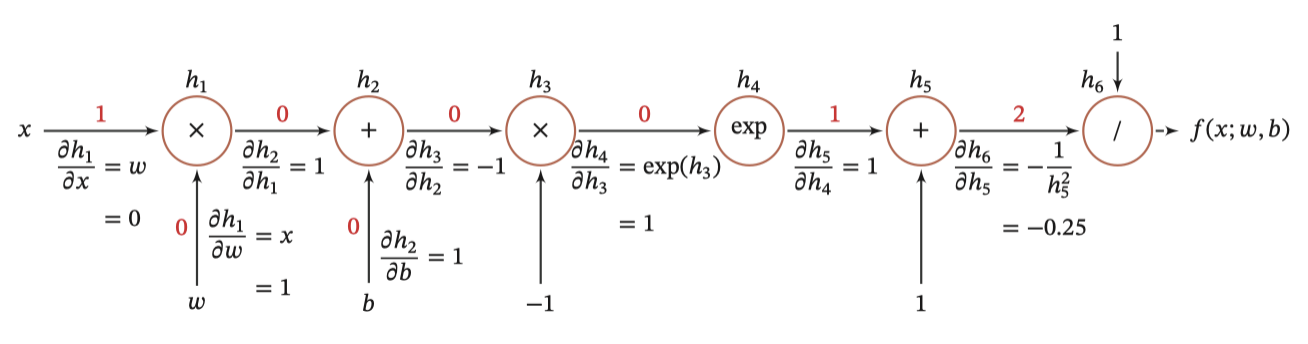 1
h₁ h₂ h₃ h₄ h₅ h₆
x 1 × 0 + 0 × 0 exp 1 + 2 / f(x; w, b)
∂h₁/∂x = w ∂h₂/∂h₁ = 1 ∂h₃/∂h₂ = −1 ∂h₄/∂h₃ = exp(h₃) ∂h₅/∂h₄ = 1 ∂h₆/∂h₅ = −1/h₅²
= 0 0 ∂h₁/∂w = x 0 ∂h₂/∂b = 1 = 1 = −0.25
= 1
w b −1 1